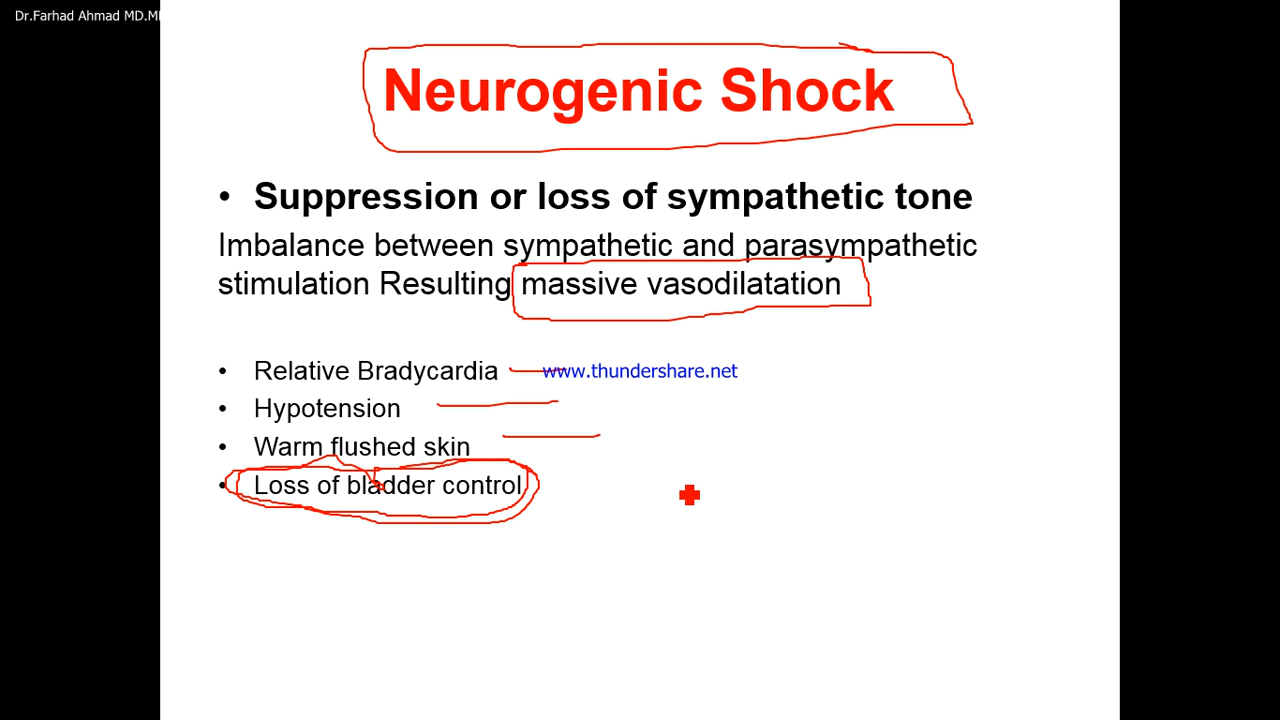 Dr.Farhad Ahmad MD.
Neurogenic Shock
• Suppression or loss of sympathetic tone
Imbalance between sympathetic and parasympathetic
stimulation Resulting massive vasodilatation
• Relative Bradycardia
www.thundershare.net
• Hypotension
• Warm flushed skin
• Loss of bladder control